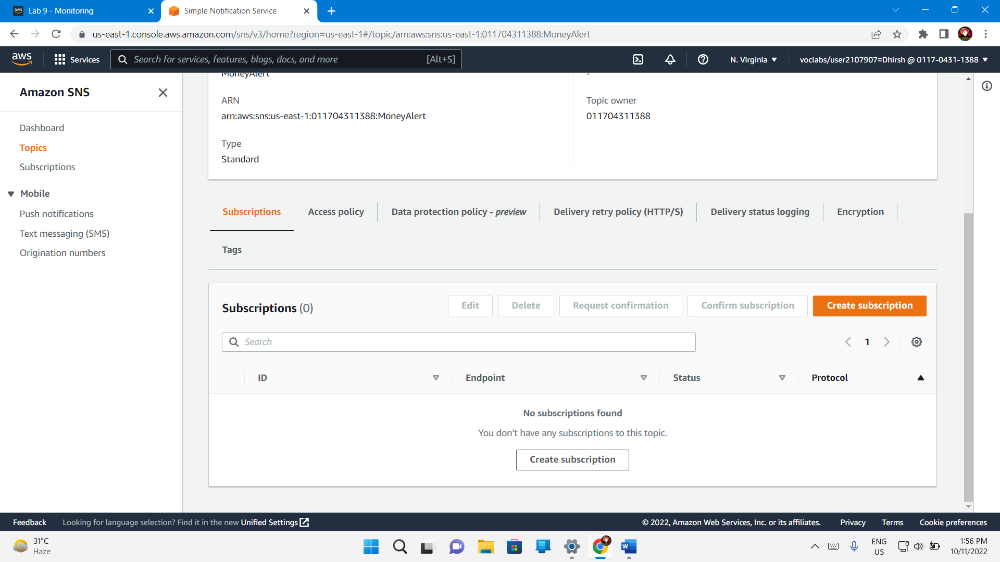 aws
Lab 9 - Monitoring
Simple Notification Service
us-east-1.console.aws.amazon.com/sns/v3/home?region=us-east-1#/topic/arn:aws:sns:us-east-1:011704311388:MoneyAlert
aws
Services
Search for services, features, blogs, docs, and more
[Alt+S]
N. Virginia
voclabs/user2107907=Dhirsh @ 0117-0431-1388
Amazon SNS
Dashboard
Topics
Subscriptions
Mobile
Push notifications
Text messaging (SMS)
Origination numbers
MoneyAlert
-
ARN
arn:aws:sns:us-east-1:011704311388:MoneyAlert
Topic owner
011704311388
Type
Standard
Subscriptions
Access policy
Data protection policy - preview
Delivery retry policy (HTTP/S)
Delivery status logging
Encryption
Tags
Subscriptions (0)
Edit
Delete
Request confirmation
Confirm subscription
Create subscription
Search
1
ID
Endpoint
Status
Protocol
No subscriptions found
You don't have any subscriptions to this topic.
Create subscription
Feedback
Looking for language selection? Find it in the new Unified Settings
© 2022, Amazon Web Services, Inc. or its affiliates.
Privacy
Terms
Cookie preferences
31°C
Haze
W
ENG
US
1:56 PM
10/11/2022